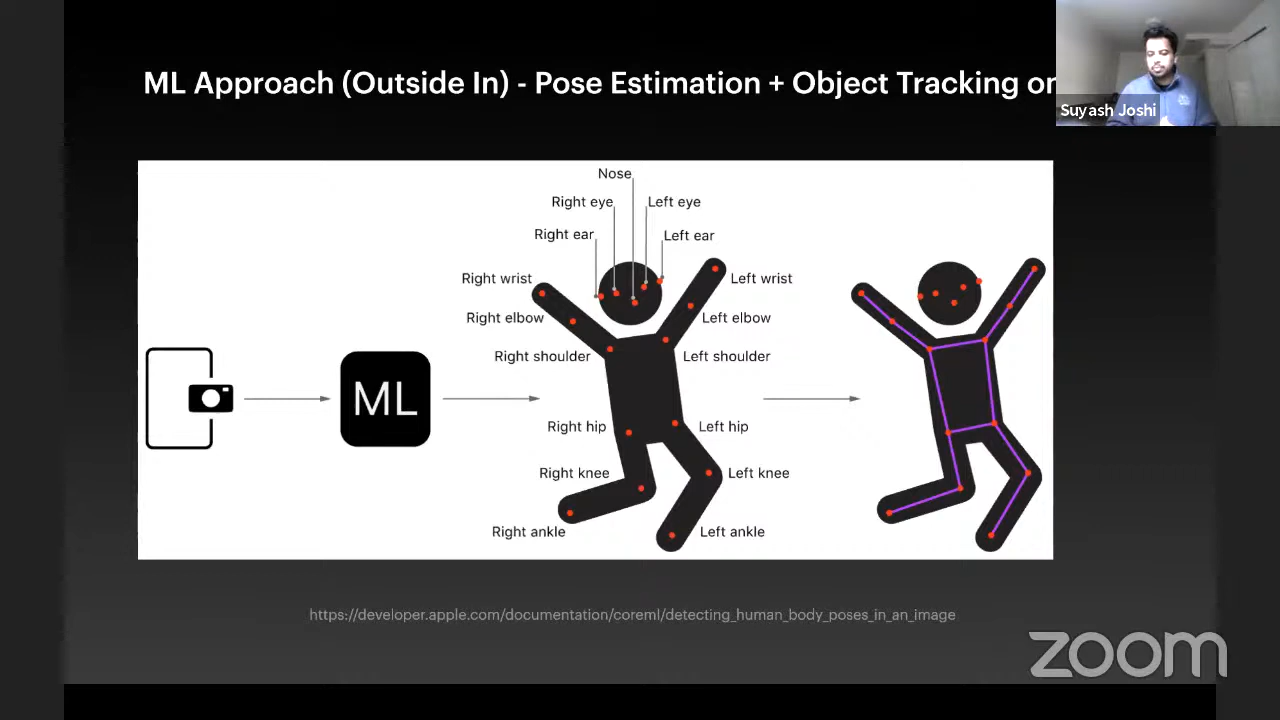 ML Approach (Outside In) - Pose Estimation + Object Tracking on
Suyash Joshi
Nose
Right eye
Left eye
Right ear
Left ear
Right wrist
Left wrist
Right elbow
Left elbow
Right shoulder
Left shoulder
ML
Right hip
Left hip
Right knee
Left knee
Right ankle
Left ankle
https://developer.apple.com/documentation/coreml/detecting_human_body_poses_in_an_image
zoom